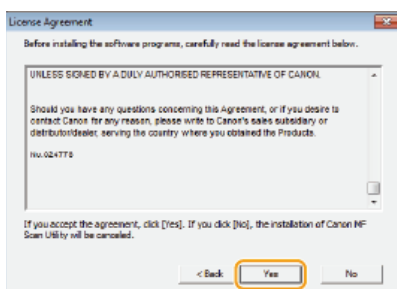 License Agreement
Before installing the software programs, carefully read the license agreement below.
UNLESS SIGNED BY A DULY AUTHORISED REPRESENTATIVE OF CANON.
Should you have any questions concerning this Agreement, or if you desire to
contact Canon for any reason, please write to Canon's sales subsidiary or
distributor/dealer, serving the country where you obtained the Products.
No.024778
If you accept the agreement, click [Yes]. If you click [No], the installation of Canon MF
Scan Utility will be canceled.
< Back
Yes
No